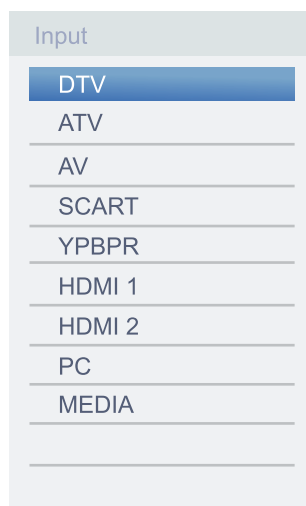 Input
DTV
ATV
AV
SCART
YPBPR
HDMI 1
HDMI 2
PC
MEDIA